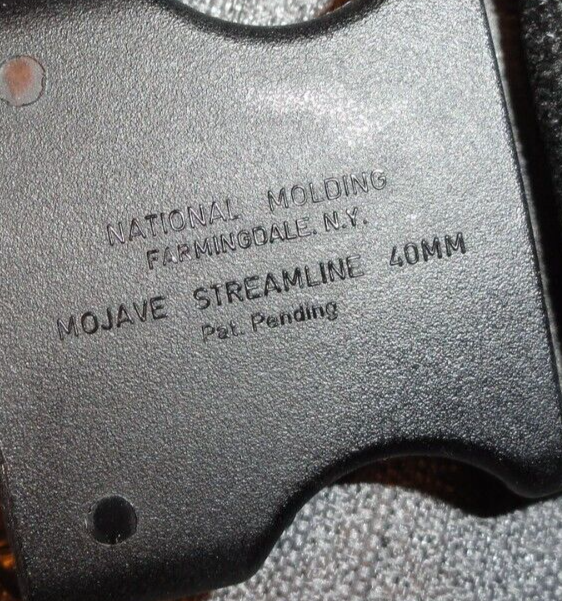 NATIONAL MOLDING
FARMINGDALE, N.Y.
MOJAVE STREAMLINE 40MM
Pat. Pending